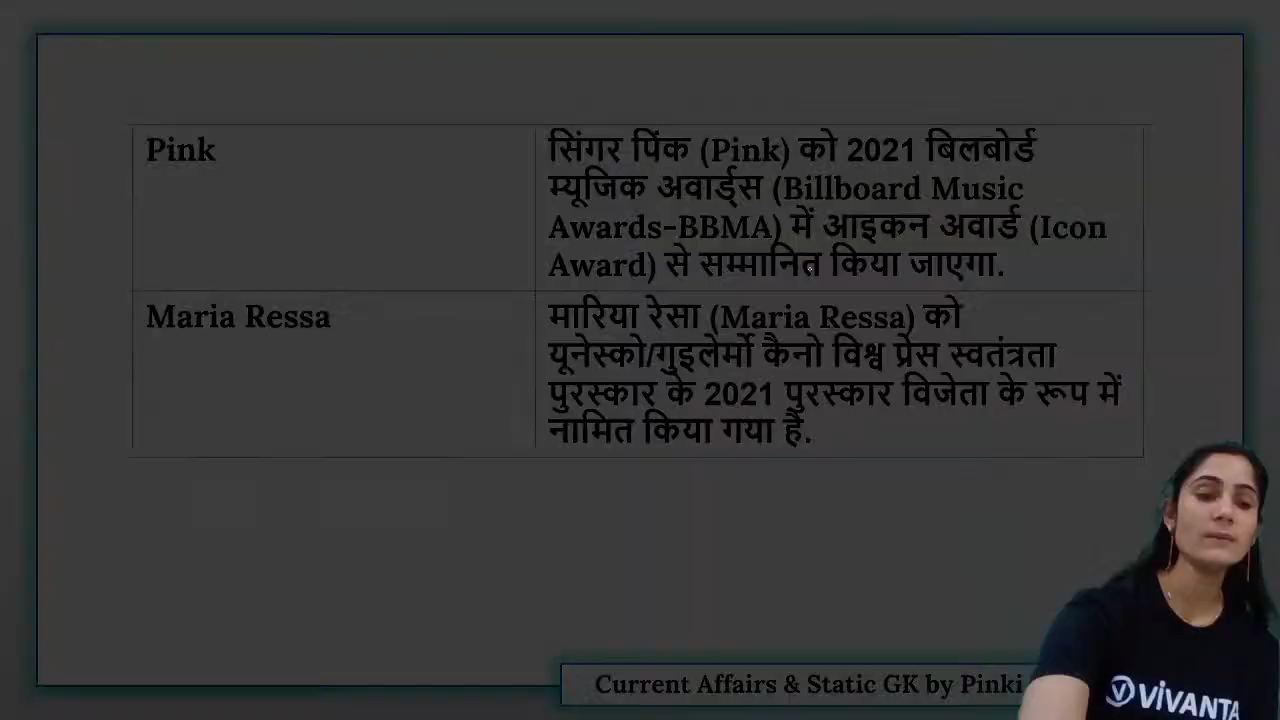 Pink
सिंगर पिंक (Pink) को 2021 बिलबोर्ड
म्यूजिक अवार्ड्स (Billboard Music
Awards-BBMA) में आइकन अवार्ड (Icon
Award) से सम्मानित किया जाएगा.
Maria Ressa
मारिया रेसा (Maria Ressa) को
यूनेस्को/गुइलेर्मो कैनो विश्व प्रेस स्वतंत्रता
पुरस्कार के 2021 पुरस्कार विजेता के रूप में
नामित किया गया है.
Current Affairs & Static GK by Pinki
VIVANTA